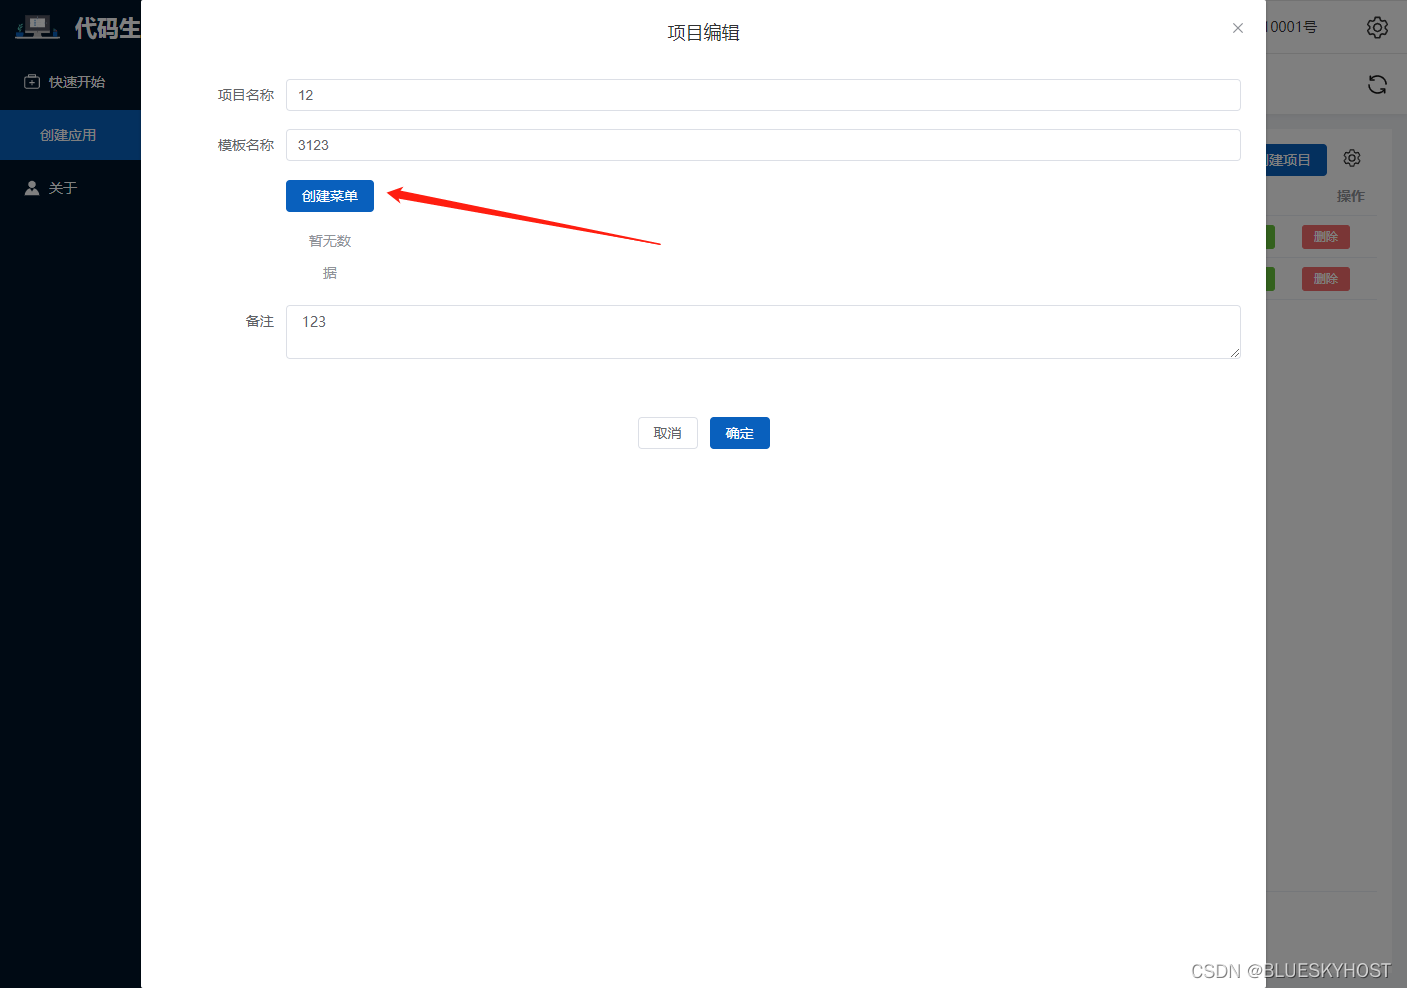 代码生
快速开始
创建应用
关于
项目编辑
项目名称 12
模板名称 3123
创建菜单
暂无数
据
备注 123
取消 确定
10001号
建项目
操作
删除
删除
CSDN @BLUESKYHOST